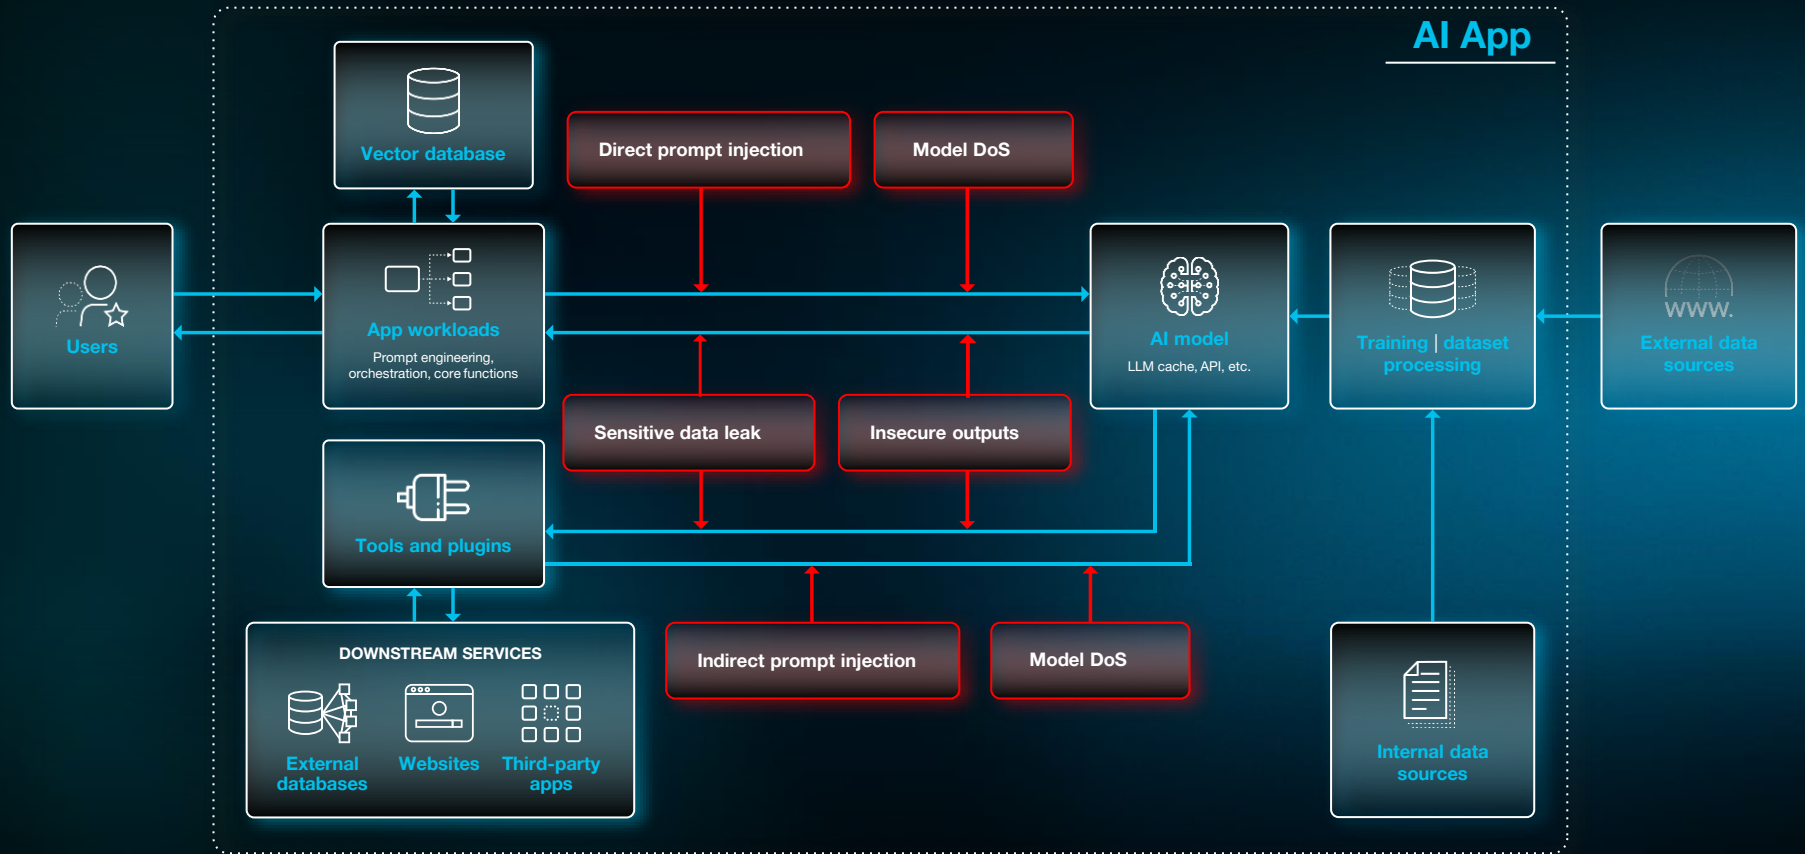 AI App
Vector database
Direct prompt injection
Model DoS
Users
App workloads
Prompt engineering,
orchestration, core functions
AI model
LLM cache, API, etc.
Training | dataset
processing
WWW.
External data
sources
Sensitive data leak
Insecure outputs
Tools and plugins
DOWNSTREAM SERVICES
External
databases
Websites
Third-party
apps
Indirect prompt injection
Model DoS
Internal data
sources